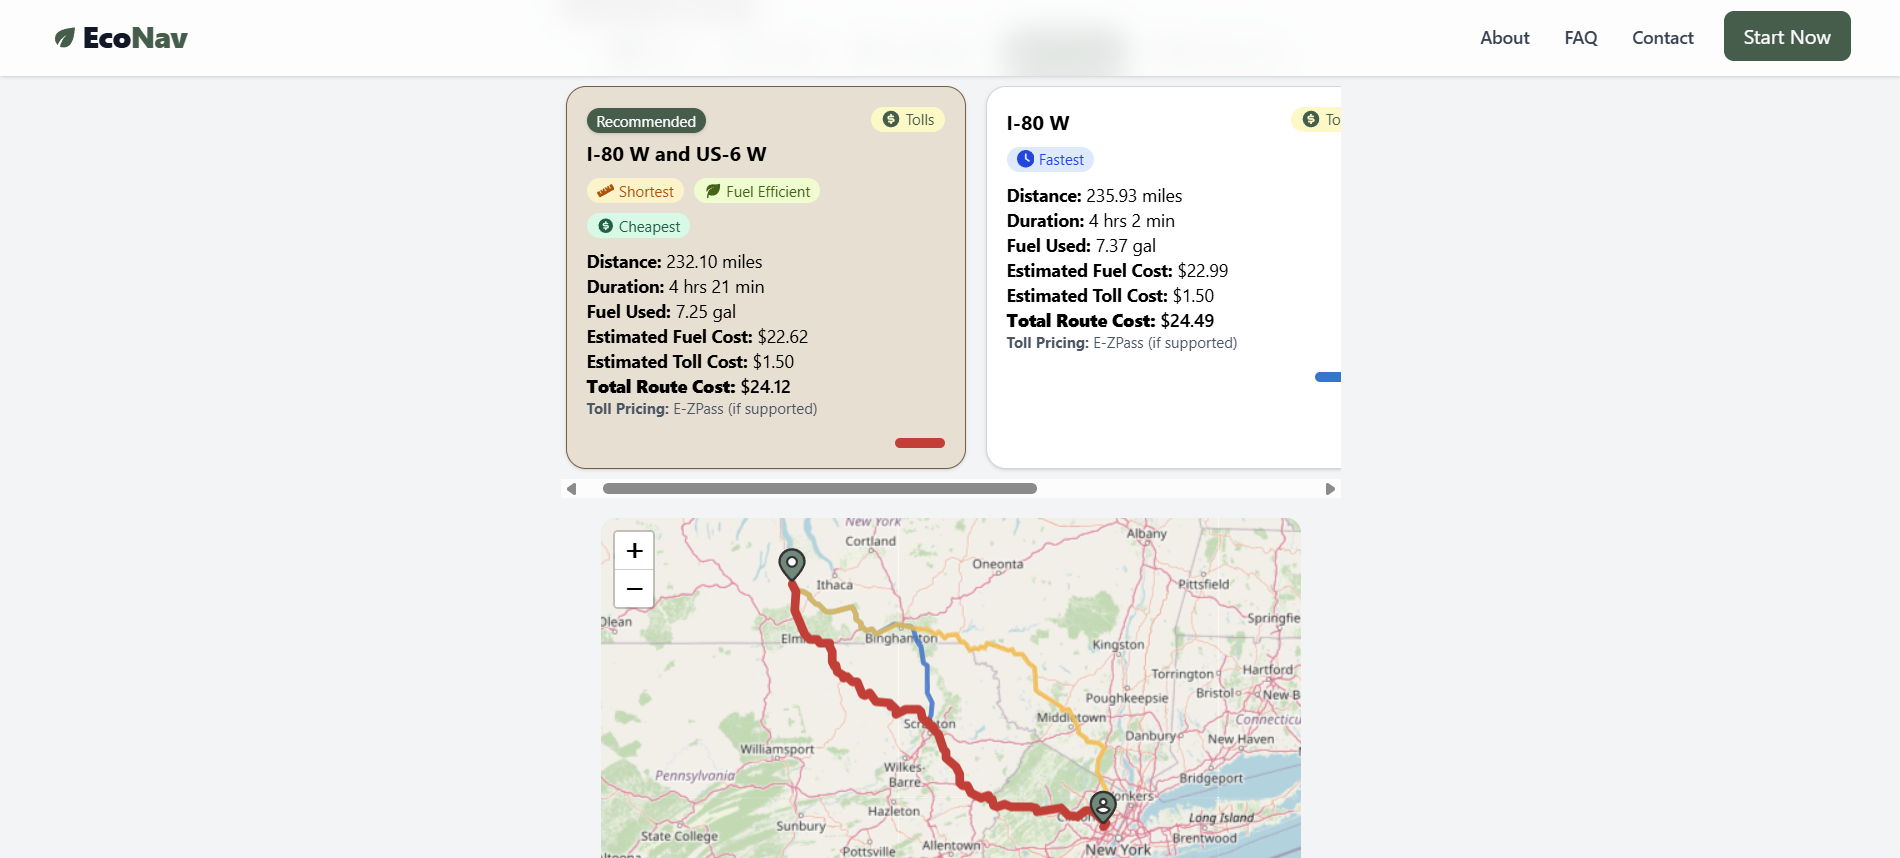 EcoNav
About
FAQ
Contact
Start Now
Recommended
Tolls
I-80 W and US-6 W
Shortest
Fuel Efficient
Cheapest
Distance: 232.10 miles
Duration: 4 hrs 21 min
Fuel Used: 7.25 gal
Estimated Fuel Cost: $22.62
Estimated Toll Cost: $1.50
Total Route Cost: $24.12
Toll Pricing: E-ZPass (if supported)
I-80 W
To
Fastest
Distance: 235.93 miles
Duration: 4 hrs 2 min
Fuel Used: 7.37 gal
Estimated Fuel Cost: $22.99
Estimated Toll Cost: $1.50
Total Route Cost: $24.49
Toll Pricing: E-ZPass (if supported)
+
−
New York
Cortland
Albany
Oneonta
Ithaca
Pittsfield
Olean
Springfie
Elm
Binghamton
Kingston
Hartford
Torrington
Bristol
New B
Poughkeepsie
Middletown
Connecticu
Scranton
Danbury
New Haven
Williamsport
Wilkes-
Barre
Pennsylvania
Bridgeport
onkers
Hazleton
Long Island
Sunbury
State College
Brentwood
Allentown
Pottsville
New York
ltoona